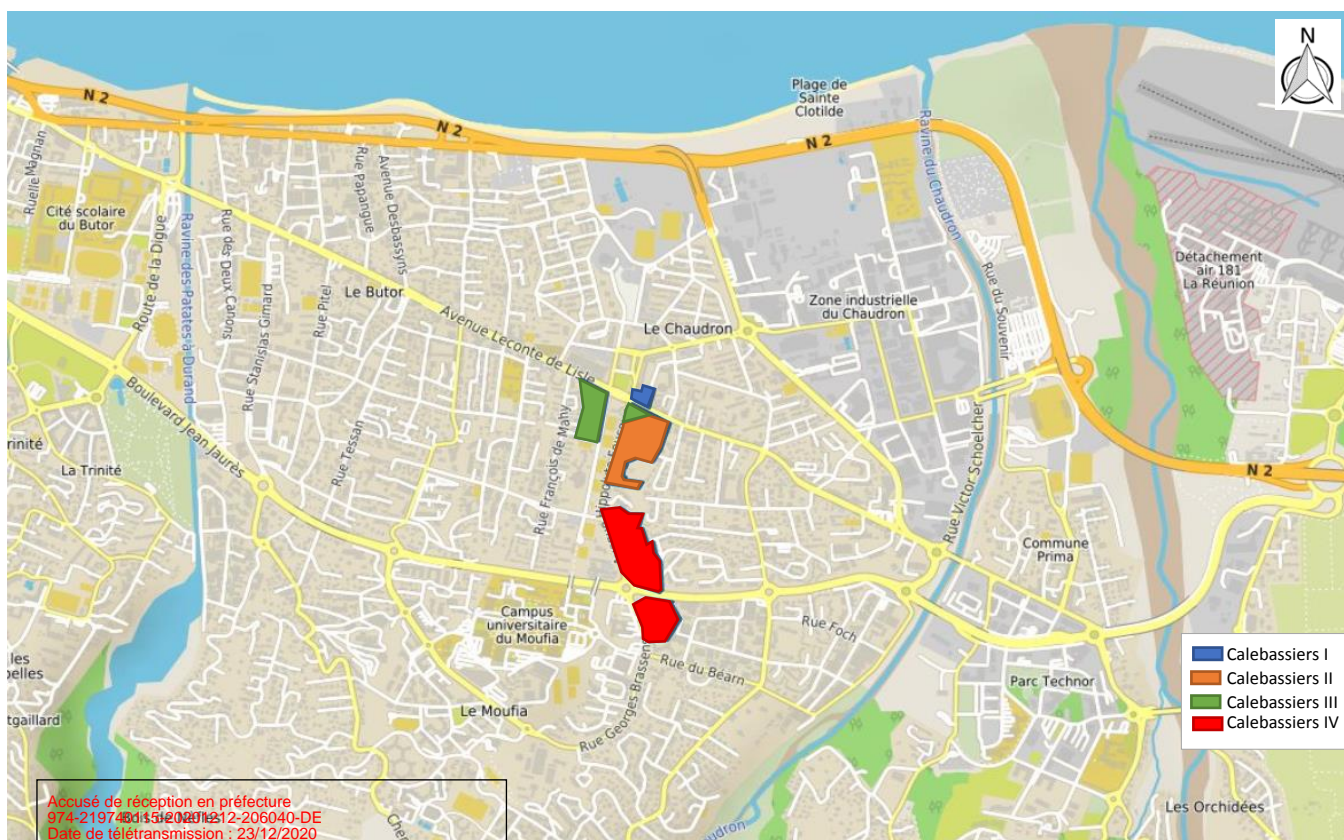 N
N 2
N 2
N 2
N 2
Plage de
Sainte
Clotilde
Ravine du Chaudron
Ruelle Magnan
Cité scolaire
du Butor
Route de la Digue
Ravine des Patates à Durand
Rue des Deux Canons
Rue Stanislas Gimard
Rue Pitel
Rue Papangue
Avenue Desbassyns
Le Butor
Avenue Leconte de Lisle
Le Chaudron
Zone industrielle
du Chaudron
Rue du Souvenir
Détachement
air 181
La Réunion
Boulevard Jean Jaurès
La Trinité
Rue Tessan
Rue François de Mahy
Rue Victor Schoelcher
Commune
Prima
Campus
universitaire
du Moufia
Rue Foch
Rue du Béarn
Rue Georges Brassen
Le Moufia
Parc Technor
Les Orchidées
Calebassiers I
Calebassiers II
Calebassiers III
Calebassiers IV
Accusé de réception en préfecture
Date de télétransmission : 23/12/2020